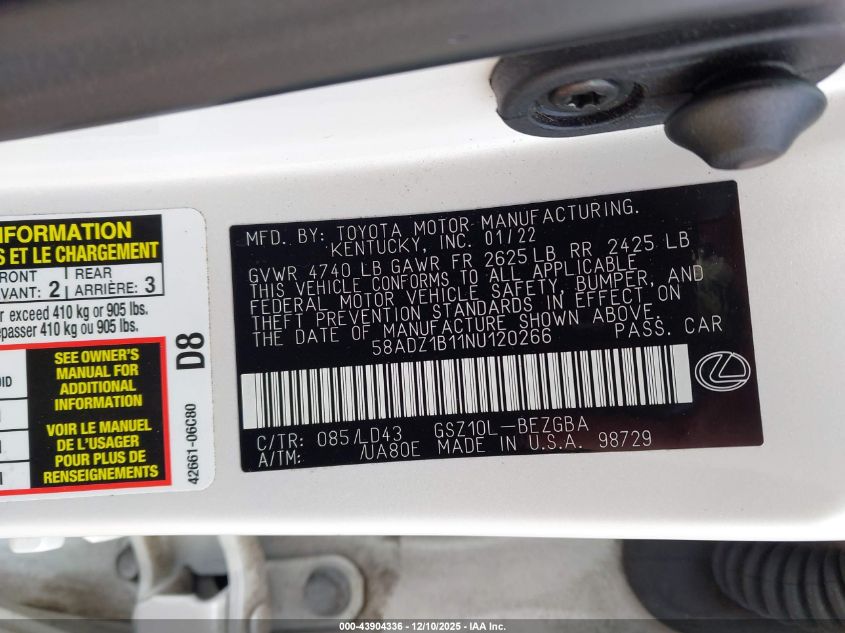 INFORMATION
S ET LE CHARGEMENT
FRONT REAR
VANT: 2 ARRIÈRE: 3
r exceed 410 kg or 905 lbs.
épasser 410 kg ou 905 lbs.
SEE OWNER'S
MANUAL FOR
ADDITIONAL
INFORMATION
VOIR LE MANUEL
DE L'USAGER
POUR PLUS DE
RENSEIGNEMENTS
D8
42661-06C80
MFD. BY: TOYOTA MOTOR MANUFACTURING.
KENTUCKY, INC. 01/22
GVWR 4740 LB GAWR FR 2625 LB RR 2425 LB
THIS VEHICLE CONFORMS TO ALL APPLICABLE
FEDERAL MOTOR VEHICLE SAFETY, BUMPER, AND
THEFT PREVENTION STANDARDS IN EFFECT ON
THE DATE OF MANUFACTURE SHOWN ABOVE.
58ADZ1B11NU120266 PASS. CAR
C/TR: 085/LD43 GSZ10L-BEZGBA
A/TM: /UA80E MADE IN U.S.A. 98729
000-43904336 - 12/10/2025 - IAA Inc.